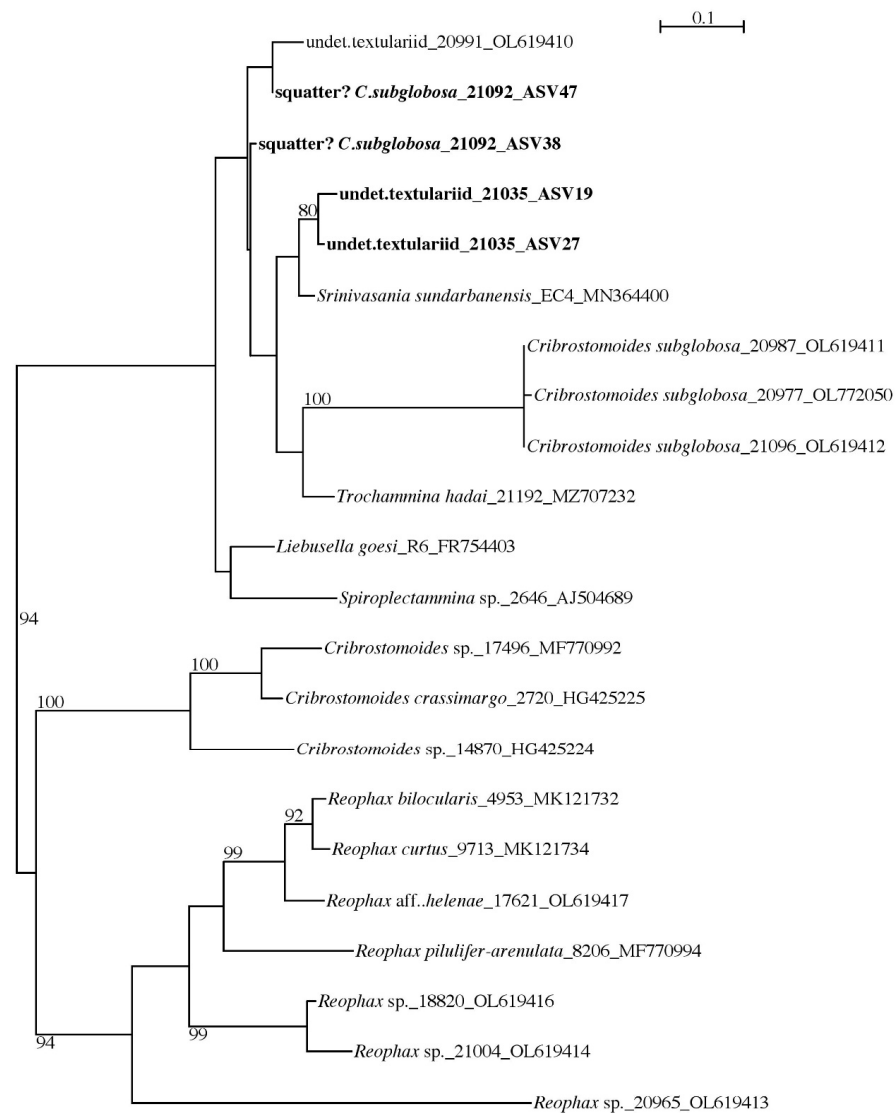 0.1
undet.textulariid_20991_OL619410
squatter? C.subglobosa_21092_ASV47
squatter? C.subglobosa_21092_ASV38
undet.textulariid_21035_ASV19
80
undet.textulariid_21035_ASV27
Srinivasania sundarbanensis_EC4_MN364400
Cribrostomoides subglobosa_20987_OL619411
Cribrostomoides subglobosa_20977_OL772050
100
Cribrostomoides subglobosa_21096_OL619412
Trochammina hadai_21192_MZ707232
Liebusella goesi_R6_FR754403
Spiroplectammina sp._2646_AJ504689
94
Cribrostomoides sp._17496_MF770992
100
Cribrostomoides crassimargo_2720_HG425225
100
Cribrostomoides sp._14870_HG425224
Reophax bilocularis_4953_MK121732
92
Reophax curtus_9713_MK121734
99
Reophax aff..helenae_17621_OL619417
Reophax pilulifer-arenulata_8206_MF770994
Reophax sp._18820_OL619416
99
94
Reophax sp._21004_OL619414
Reophax sp._20965_OL619413